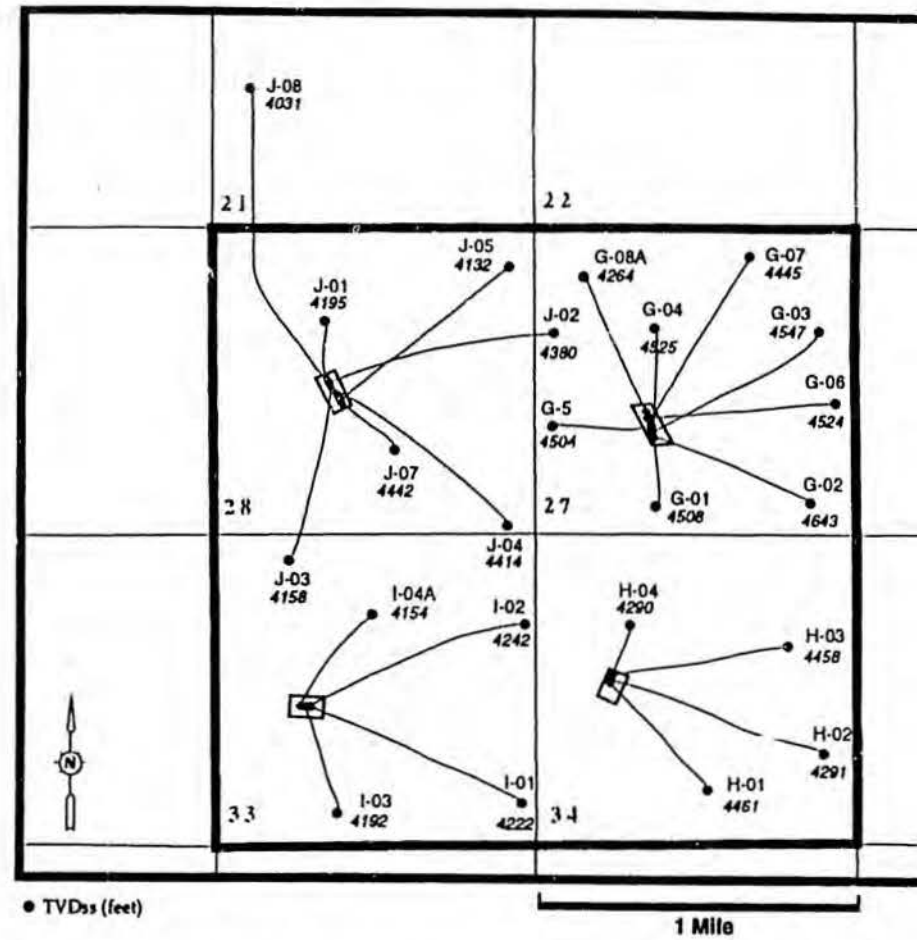 J-08
4031
21
22
J-05
4132
G-08A
4264
G-07
4445
J-01
4195
G-04
4525
G-03
4547
J-02
4380
G-06
4524
G-5
4504
J-07
4442
G-01
4508
G-02
4643
28
27
J-04
4414
J-03
4158
I-04A
4154
I-02
4242
H-04
4290
H-03
4458
H-02
4291
N
I-03
4192
I-01
4222
H-01
4461
33
34
TVDss (feet)
1 Mile